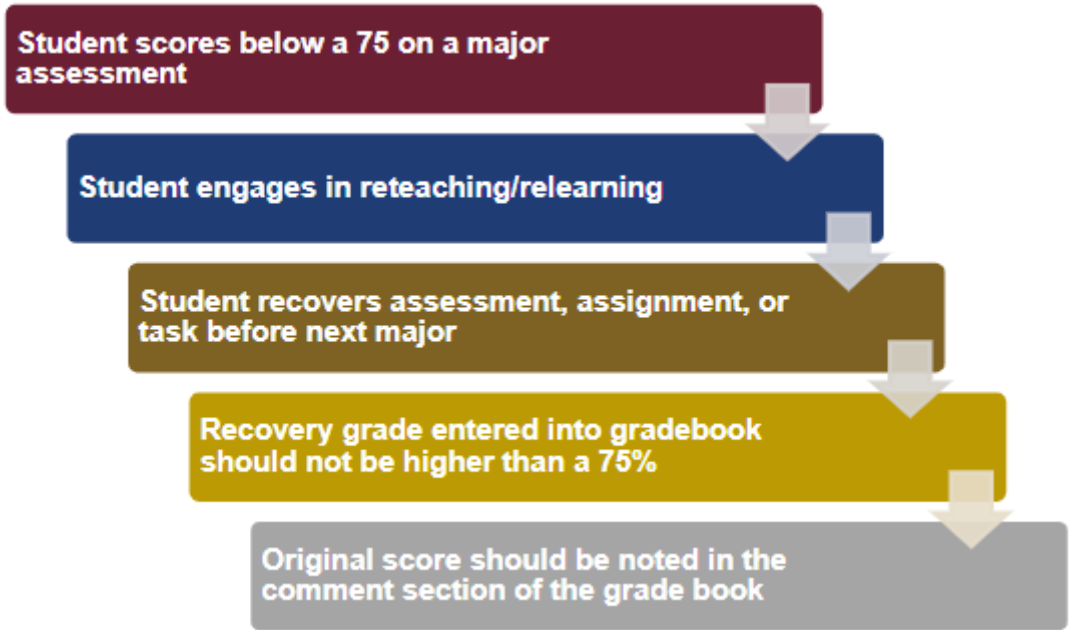 Student scores below a 75 on a major
assessment
Student engages in reteaching/relearning
Student recovers assessment, assignment, or
task before next major
Recovery grade entered into gradebook
should not be higher than a 75%
Original score should be noted in the
comment section of the grade book